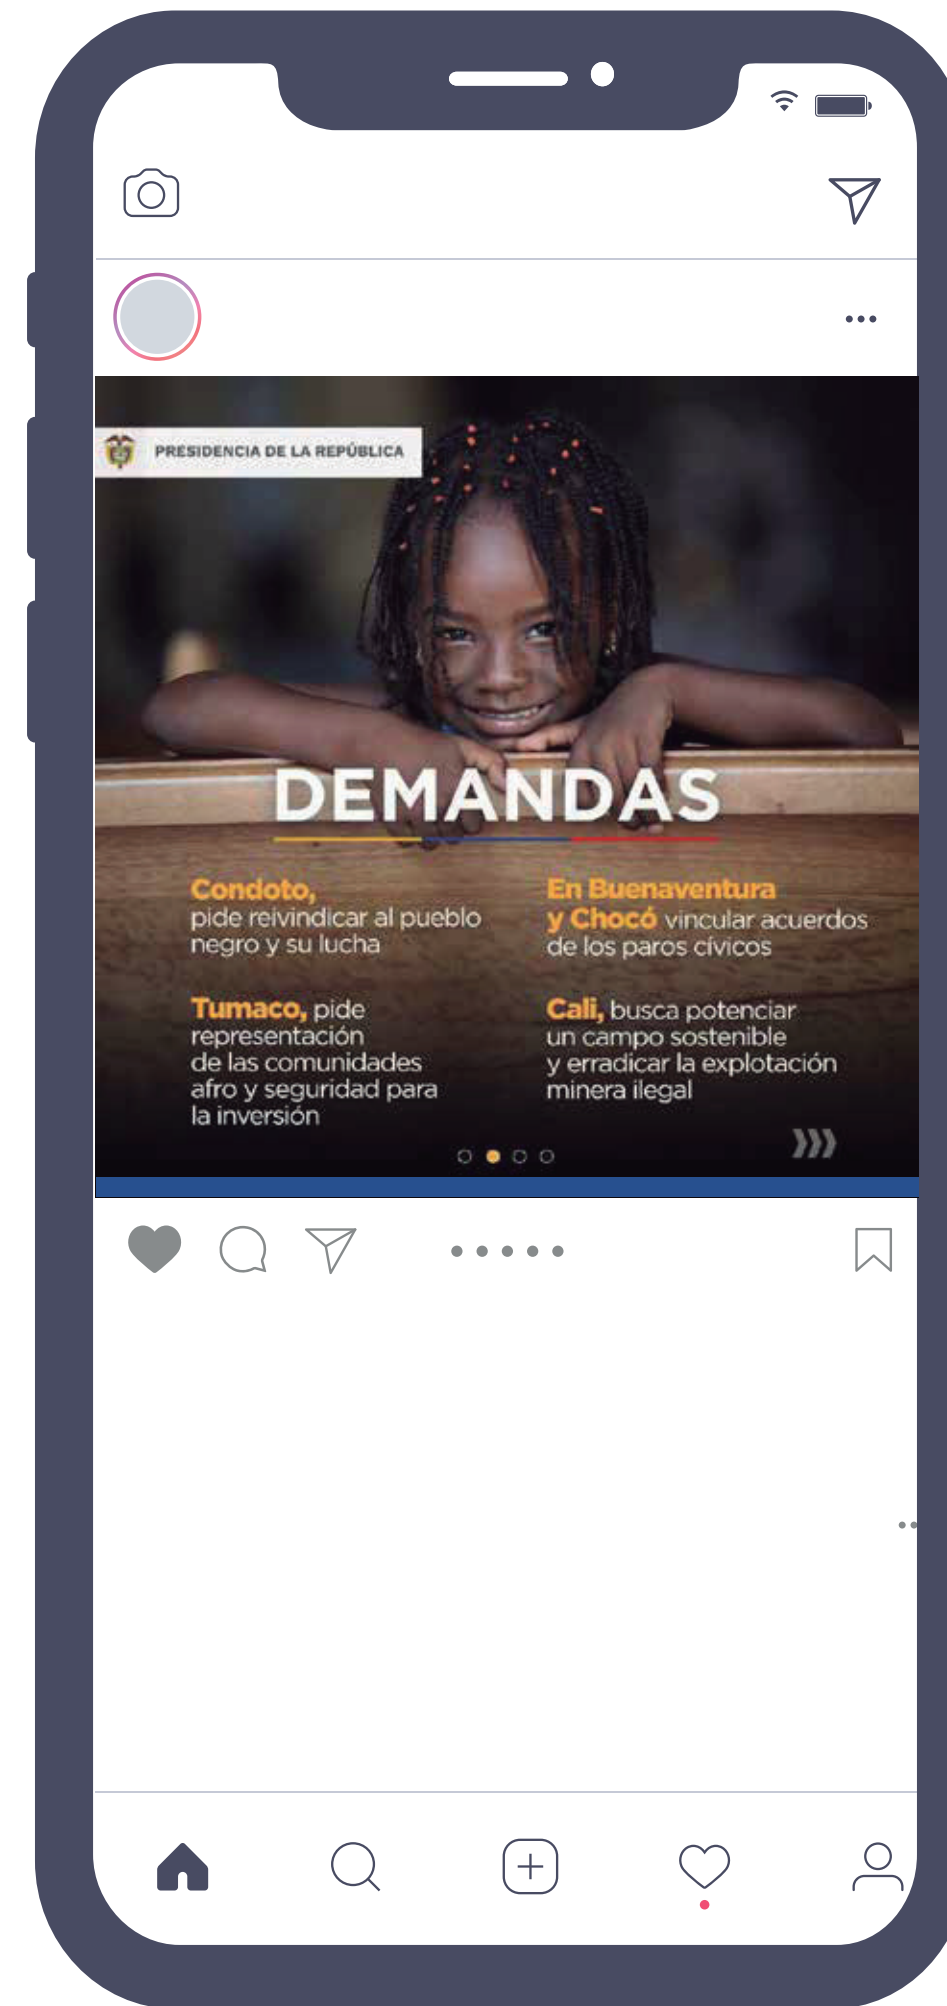 PRESIDENCIA DE LA REPÚBLICA
DEMANDAS
Condoto,
pide reivindicar al pueblo
negro y su lucha
En Buenaventura
y Chocó vincular acuerdos
de los paros cívicos
Tumaco, pide
representación
de las comunidades
afro y seguridad para
la inversión
Cali, busca potenciar
un campo sostenible
y erradicar la explotación
minera ilegal